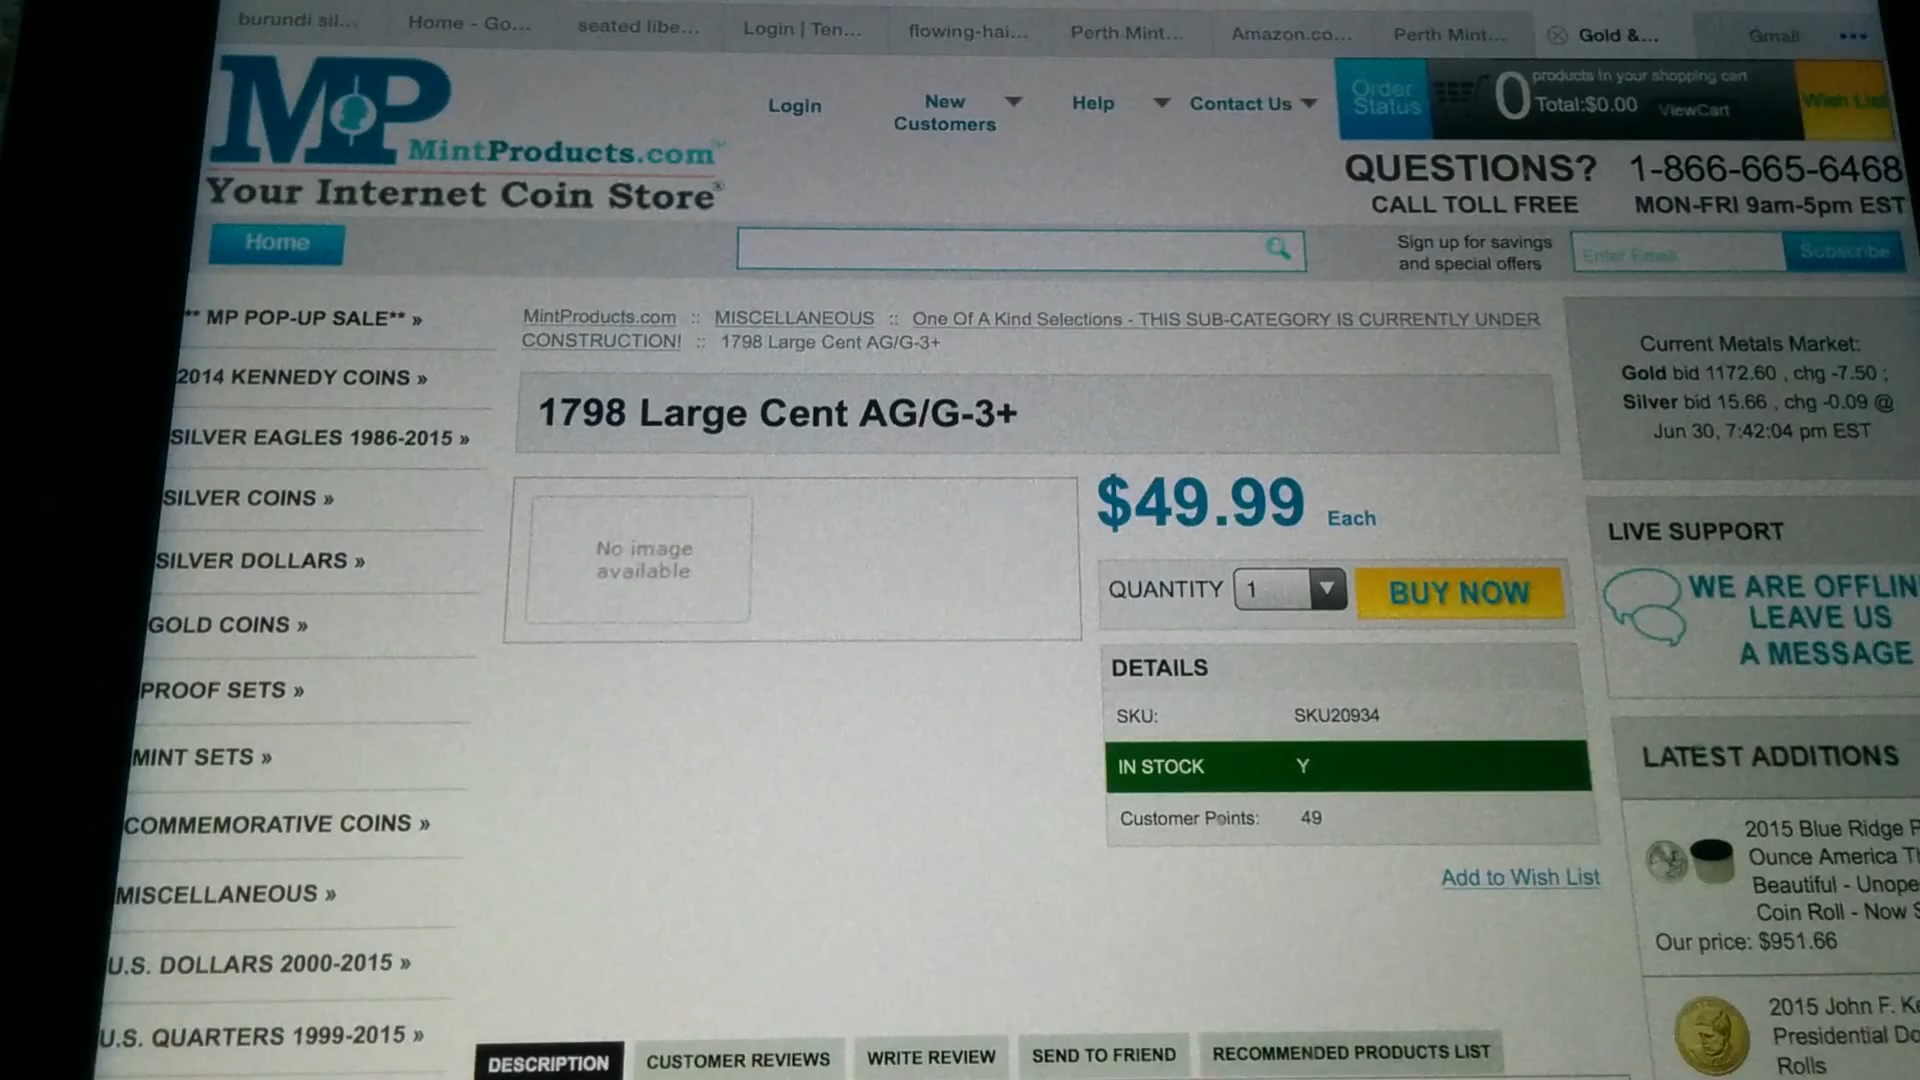 burundi sil...
Home - Go...
seated libe...
Login | Ten...
flowing-hai...
Perth Mint...
Amazon.co...
Perth Mint...
Gold &...
Gmail
MP
MintProducts.com
Your Internet Coin Store®
Login
New Customers
Help
Contact Us
Order Status
0 products in your shopping cart
Total:$0.00 ViewCart
Wish List
QUESTIONS? 1-866-665-6468
CALL TOLL FREE MON-FRI 9am-5pm EST
Home
Sign up for savings
and special offers
Enter Email
Subscribe
** MP POP-UP SALE** »
2014 KENNEDY COINS »
SILVER EAGLES 1986-2015 »
SILVER COINS »
SILVER DOLLARS »
GOLD COINS »
PROOF SETS »
MINT SETS »
COMMEMORATIVE COINS »
MISCELLANEOUS »
U.S. DOLLARS 2000-2015 »
U.S. QUARTERS 1999-2015 »
MintProducts.com :: MISCELLANEOUS :: One Of A Kind Selections - THIS SUB-CATEGORY IS CURRENTLY UNDER
CONSTRUCTION! :: 1798 Large Cent AG/G-3+
1798 Large Cent AG/G-3+
No image
available
$49.99 Each
QUANTITY 1 BUY NOW
DETAILS
SKU: SKU20934
IN STOCK Y
Customer Points: 49
Add to Wish List
DESCRIPTION
CUSTOMER REVIEWS
WRITE REVIEW
SEND TO FRIEND
RECOMMENDED PRODUCTS LIST
Current Metals Market:
Gold bid 1172.60 , chg -7.50 ;
Silver bid 15.66 , chg -0.09 @
Jun 30, 7:42:04 pm EST
LIVE SUPPORT
WE ARE OFFLIN
LEAVE US
A MESSAGE
LATEST ADDITIONS
2015 Blue Ridge P
Ounce America Th
Beautiful - Unope
Coin Roll - Now S
Our price: $951.66
2015 John F. Ke
Presidential Do
Rolls